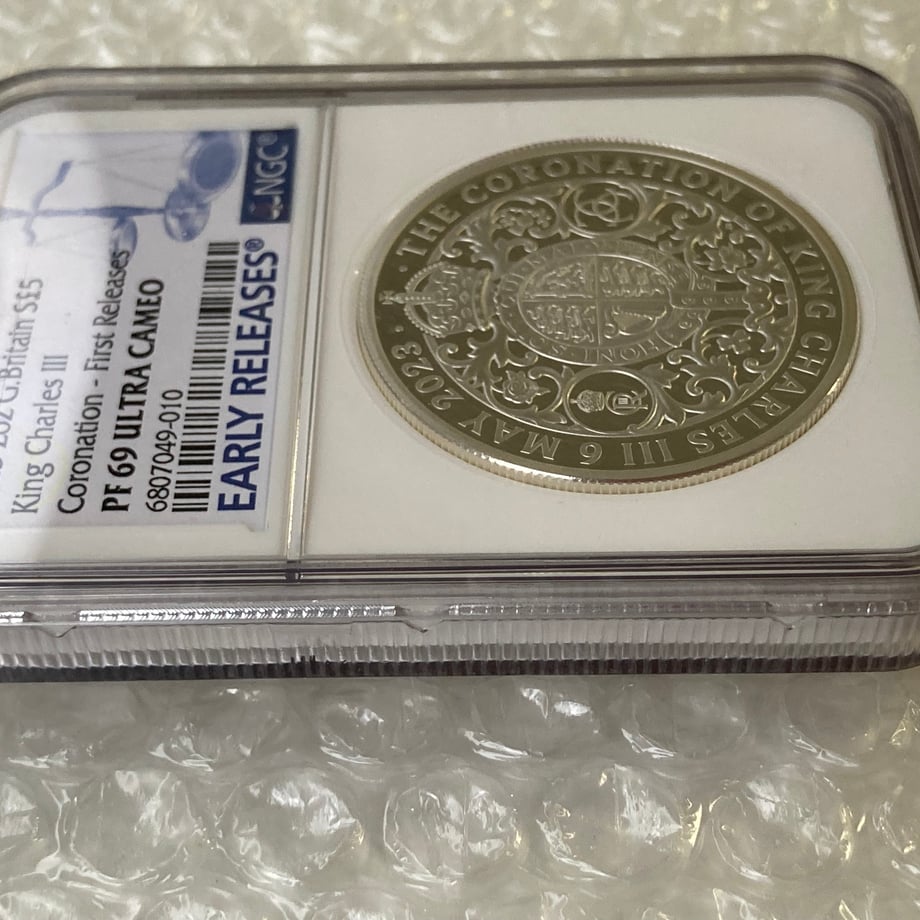 G.Britain S£5
King Charles III
Coronation - First Releases
PF 69 ULTRA CAMEO
6807049-010
EARLY RELEASES®
NGC®
· THE CORONATION OF KING CHARLES III 6 MAY 2023 ·